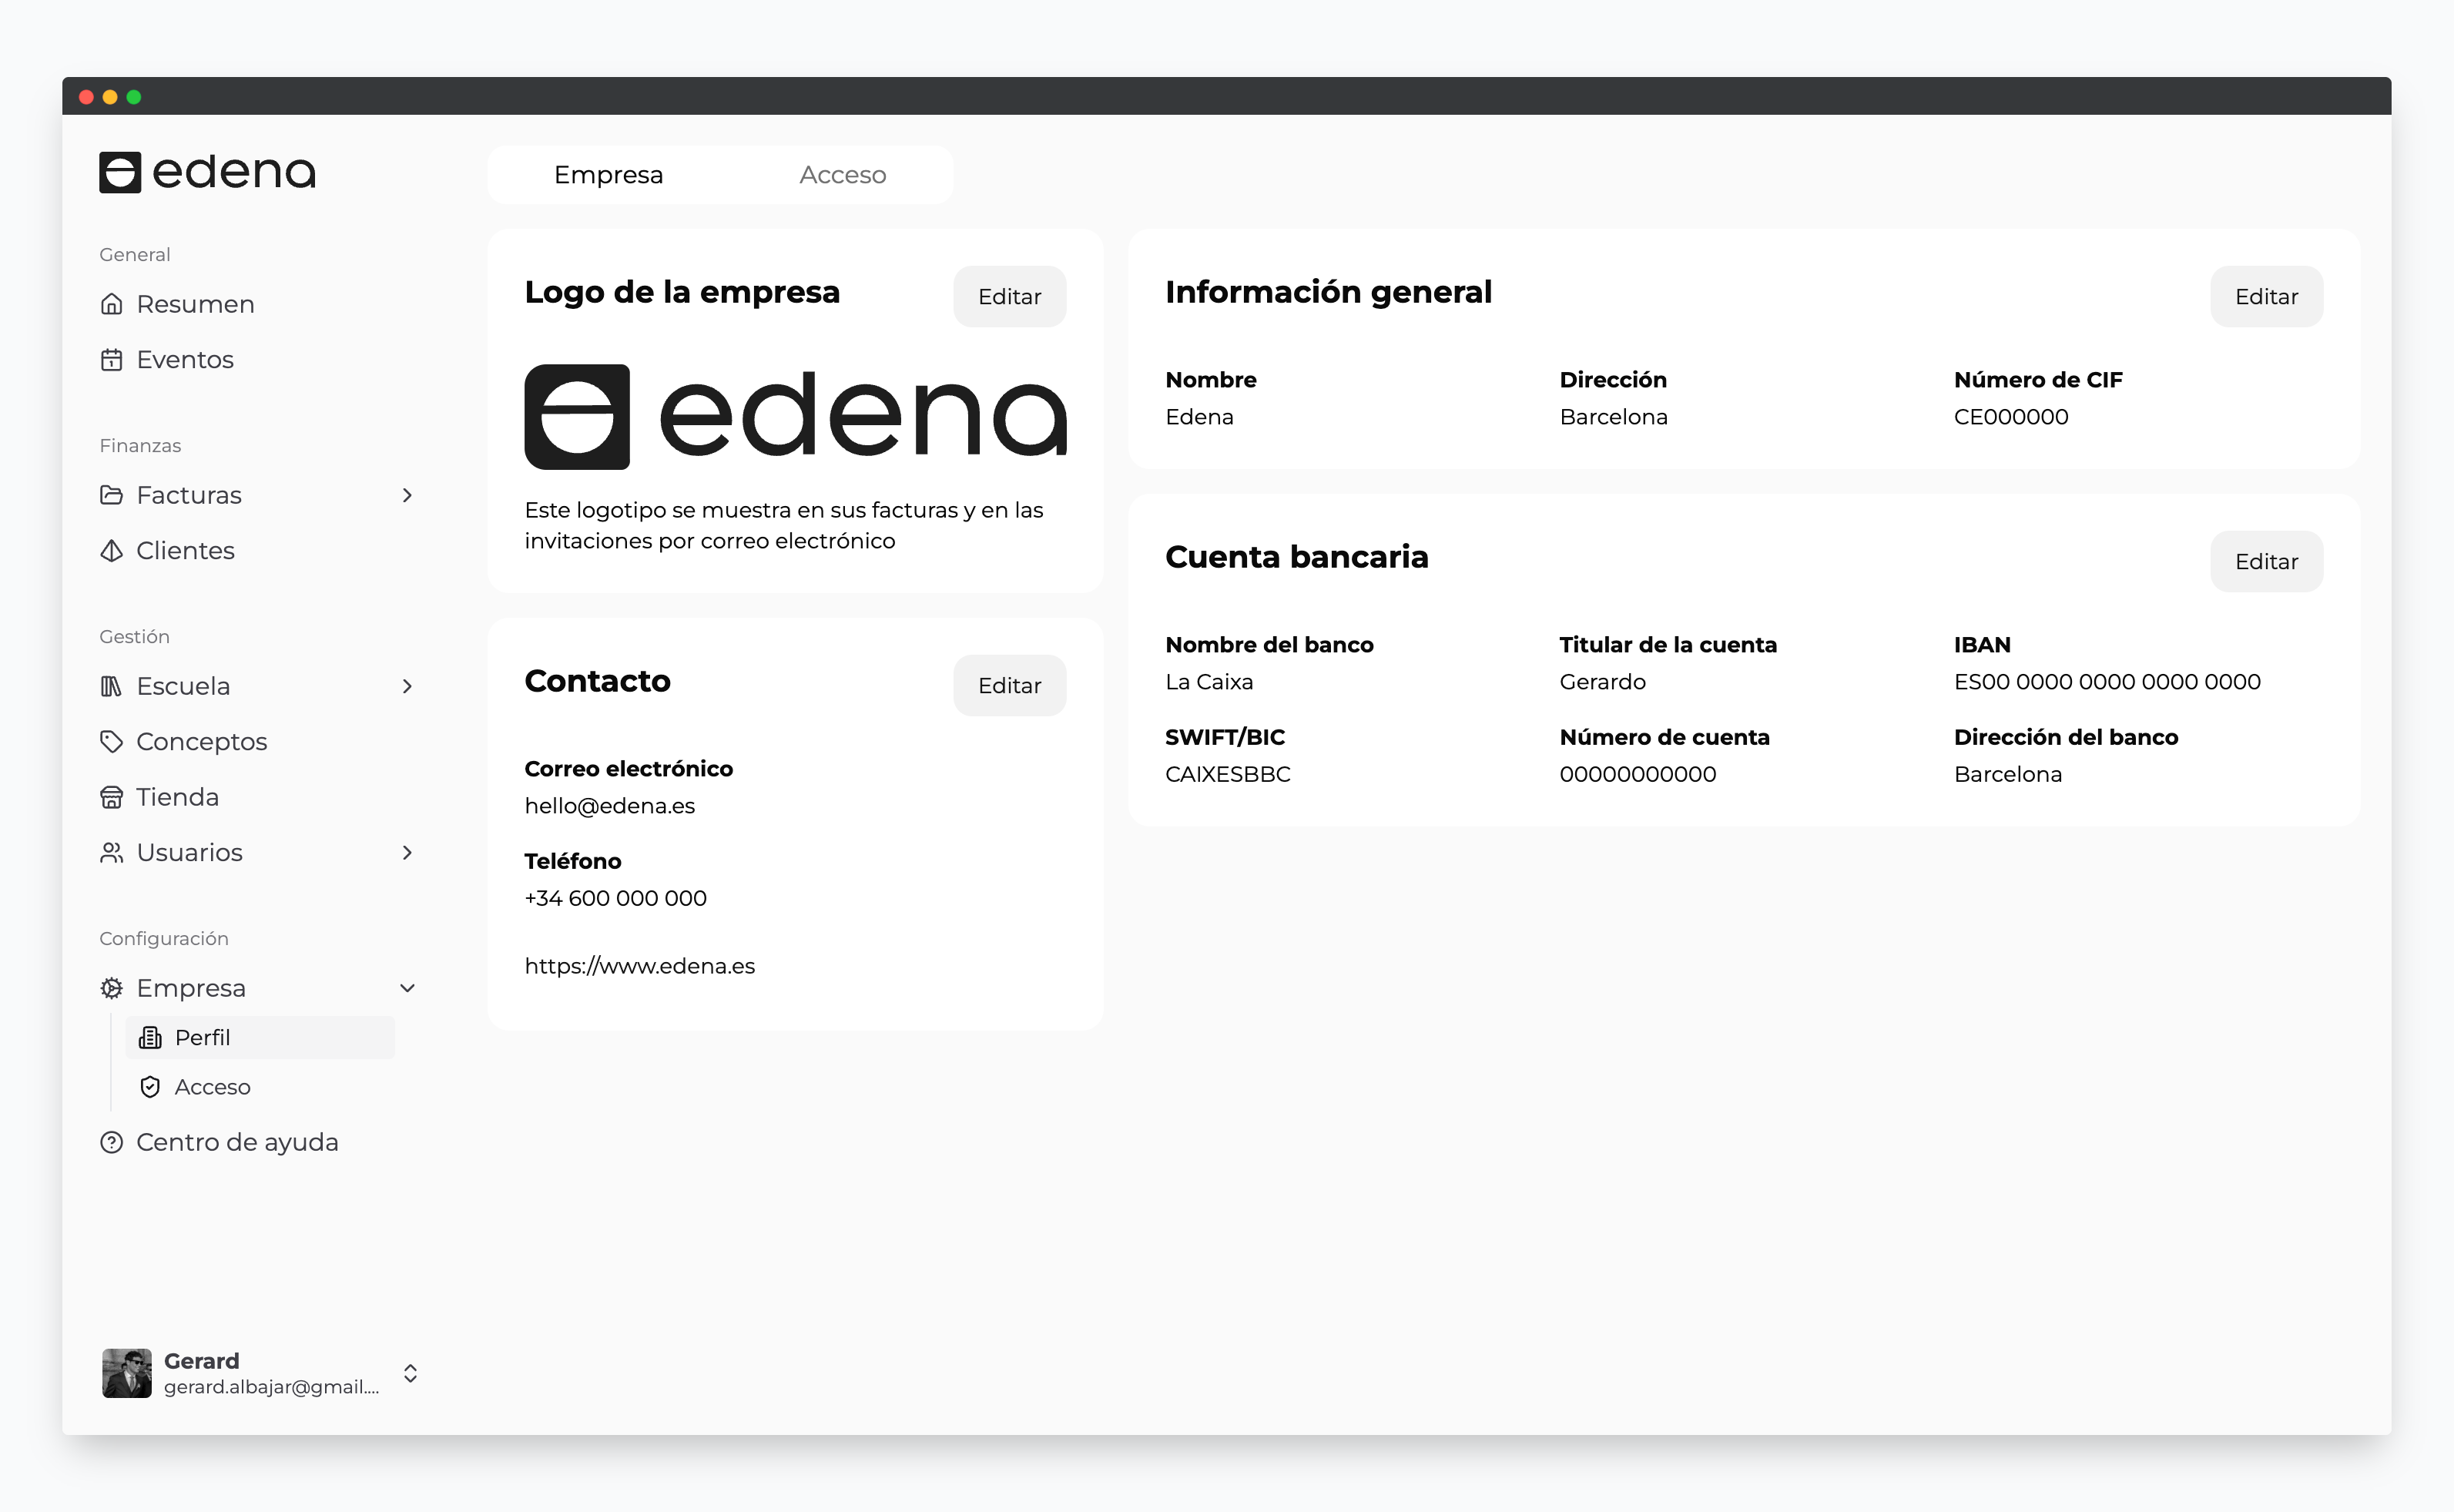 edena
General
Resumen
Eventos
Finanzas
Facturas
Clientes
Gestión
Escuela
Conceptos
Tienda
Usuarios
Configuración
Empresa
Perfil
Acceso
Centro de ayuda
Gerard
gerard.albajar@gmail....
Empresa Acceso
Logo de la empresa Editar
edena
Este logotipo se muestra en sus facturas y en las
invitaciones por correo electrónico
Contacto Editar
Correo electrónico
hello@edena.es
Teléfono
+34 600 000 000
https://www.edena.es
Información general Editar
Nombre Dirección Número de CIF
Edena Barcelona CE000000
Cuenta bancaria Editar
Nombre del banco Titular de la cuenta IBAN
La Caixa Gerardo ES00 0000 0000 0000 0000
SWIFT/BIC Número de cuenta Dirección del banco
CAIXESBBC 00000000000 Barcelona